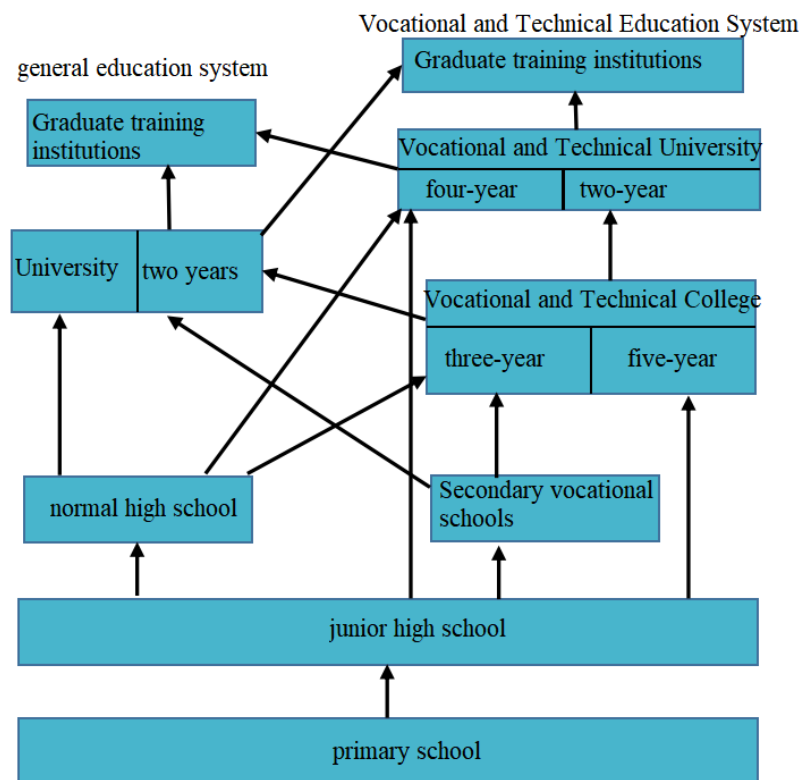 Vocational and Technical Education System
Graduate training institutions
general education system
Graduate training
institutions
Vocational and Technical University
four-year
two-year
University
two years
Vocational and Technical College
three-year
five-year
normal high school
Secondary vocational
schools
junior high school
primary school